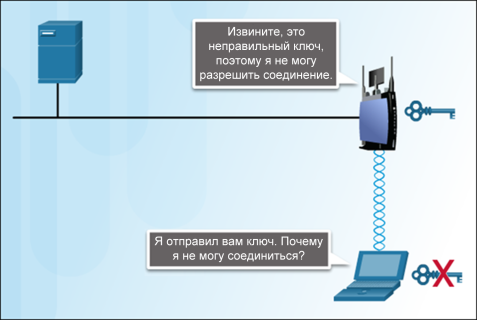 Извините, это
неправильный ключ,
поэтому я не могу
разрешить соединение.
Я отправил вам ключ. Почему
я не могу соединиться?